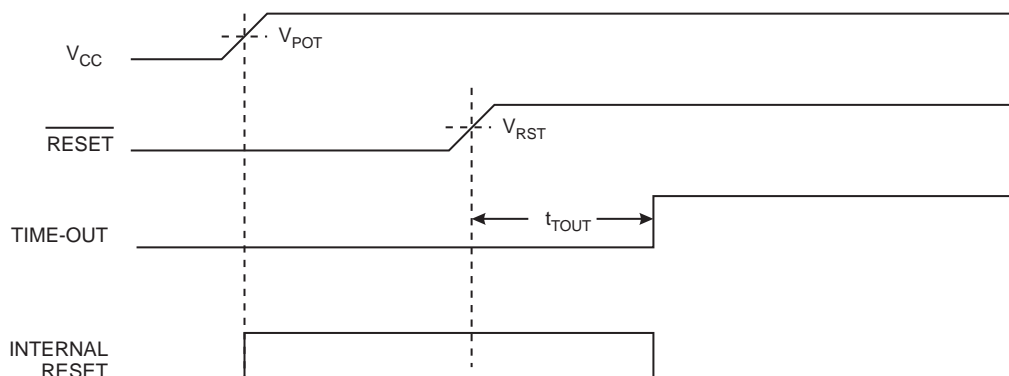 V_POT
V_CC
RESET
V_RST
t_TOUT
TIME-OUT
INTERNAL
RESET